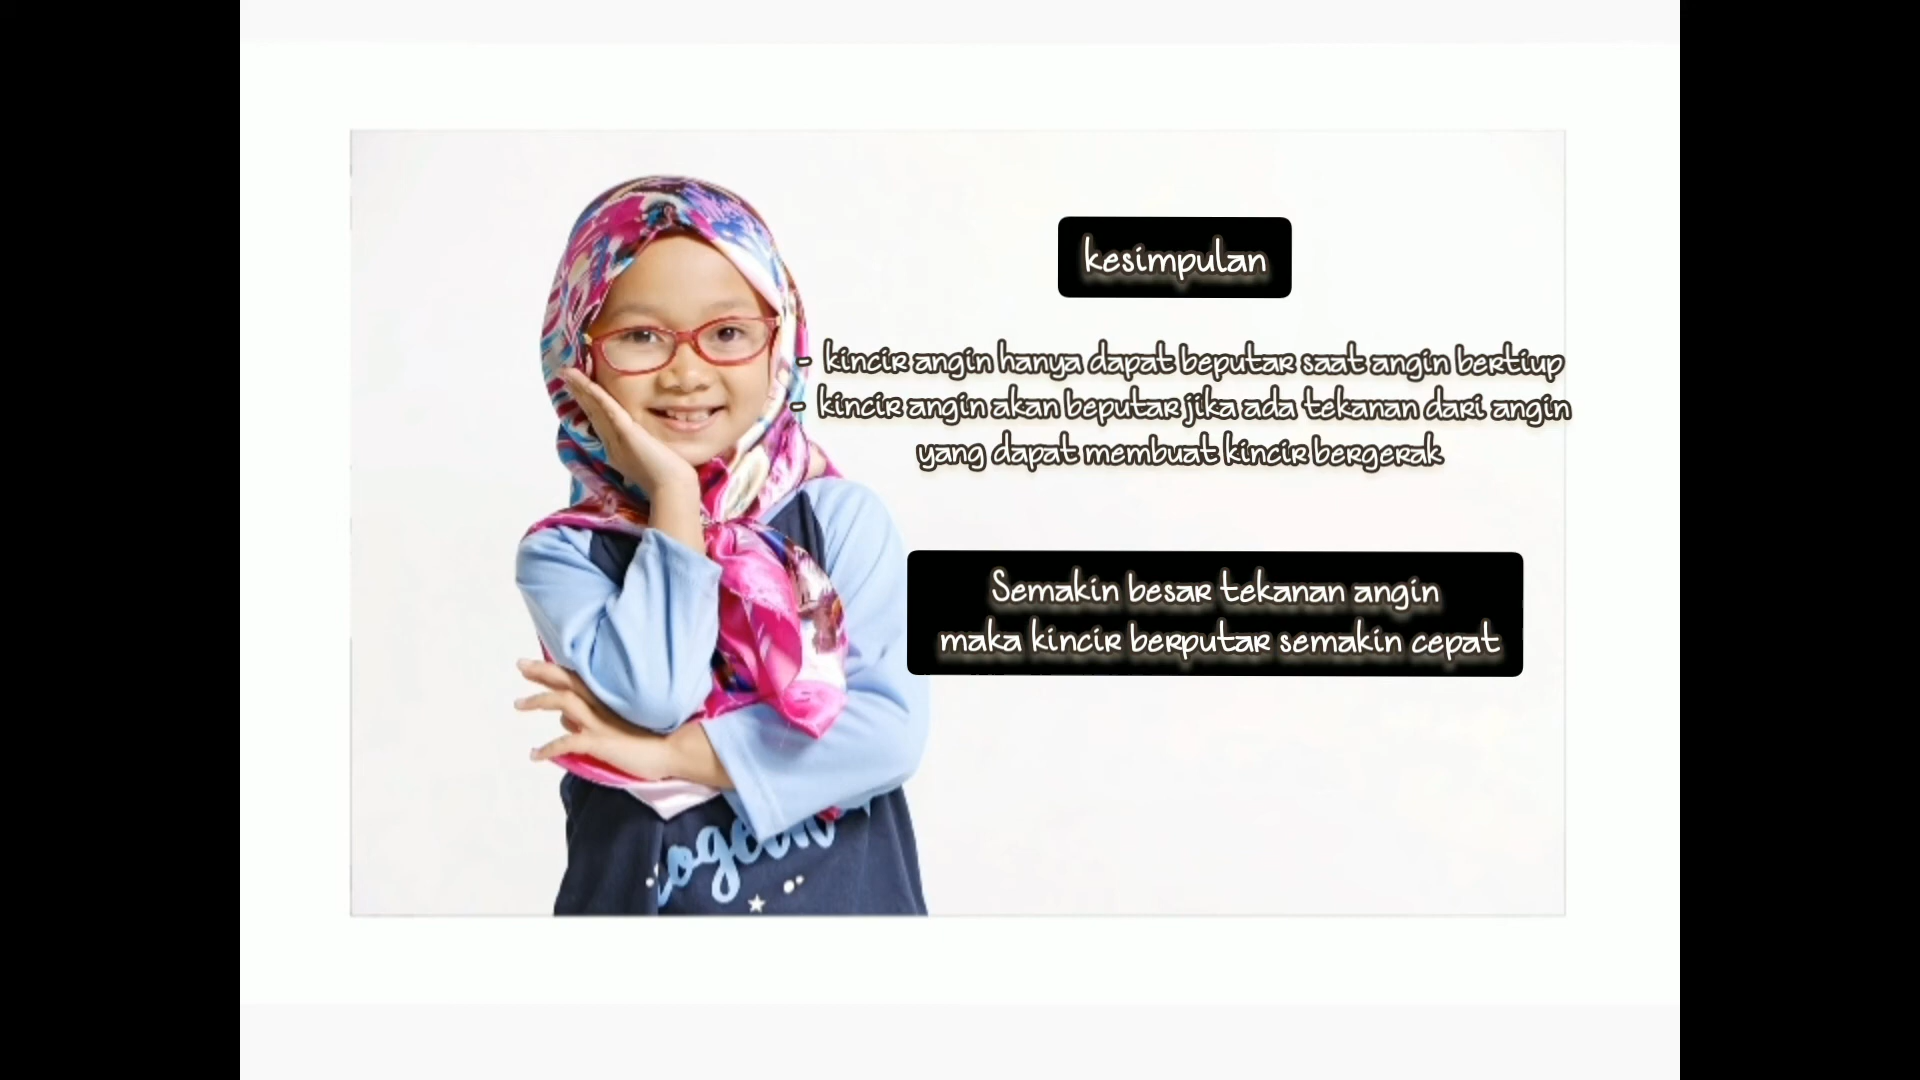 kesimpulan
- kincir angin hanya dapat beputar saat angin bertiup
- kincir angin akan beputar jika ada tekanan dari angin
yang dapat membuat kincir bergerak
Semakin besar tekanan angin
maka kincir berputar semakin cepat